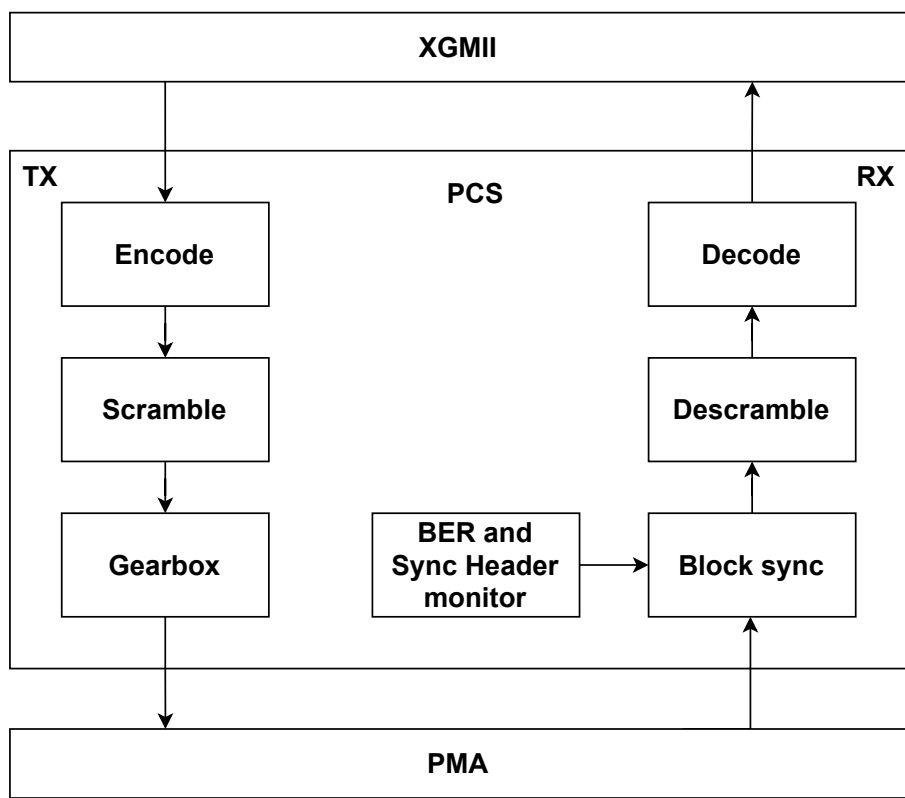 XGMII
TX
PCS
RX
Encode
Decode
Scramble
Descramble
Gearbox
BER and
Sync Header
monitor
Block sync
PMA